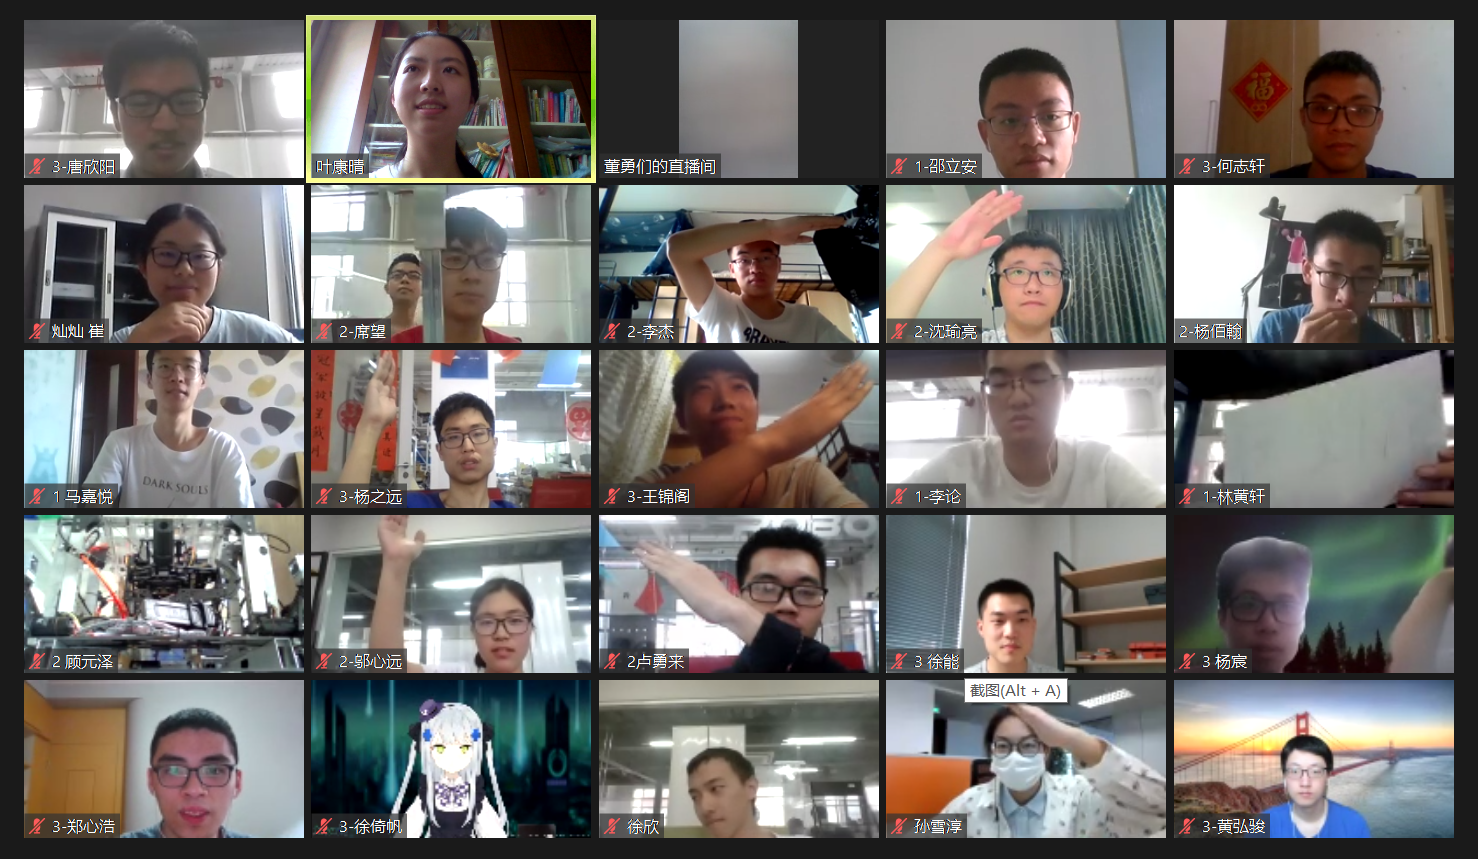 3-唐欣阳
叶康晴
董勇们的直播间
1-邵立安
福
3-何志轩
灿灿 崔
2-席望
2-李杰
2-沈瑜亮
2-杨佰翰
DARK SOULS
1 马嘉悦
3-杨之远
3-王锦阁
1-李论
1-林黄轩
2 顾元泽
2-邬心远
2卢勇来
3 徐能
3 杨宸
截图(Alt + A)
3-郑心浩
3-徐倚帆
徐欣
孙雪淳
3-黄弘骏